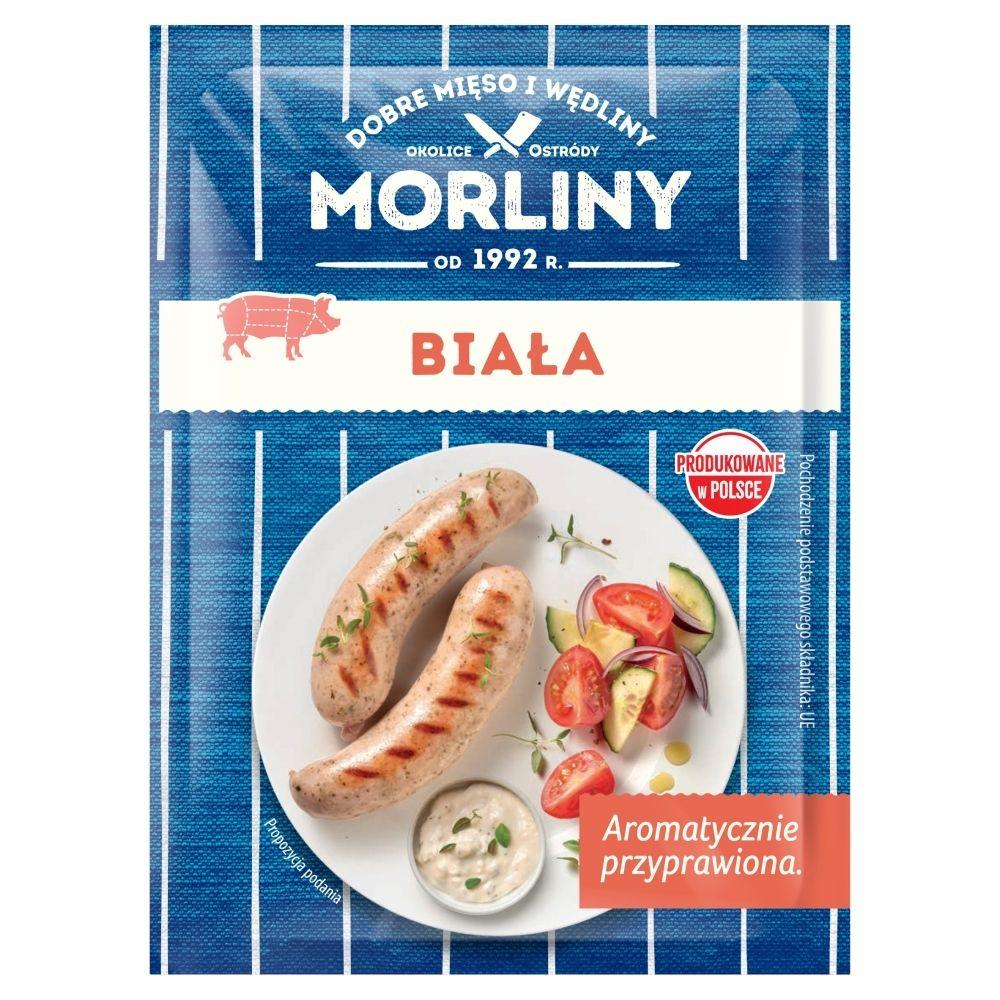 DOBRE MIĘSO I WĘDLINY
OKOLICE OSTRÓDY
MORLINY
OD 1992 R.
BIAŁA
PRODUKOWANE
W POLSCE
Pochodzenie podstawowego składnika: UE
Aromatycznie
przyprawiona.
Propozycja podania